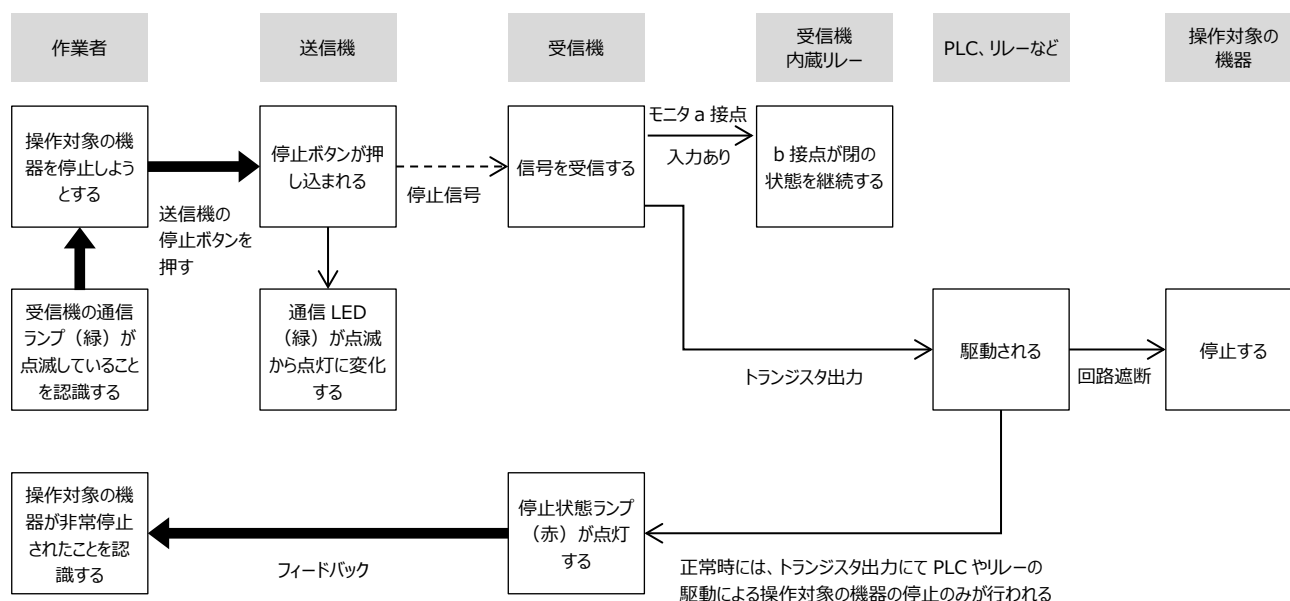 作業者
送信機
受信機
受信機
内蔵リレー
PLC、リレーなど
操作対象の
機器
操作対象の機
器を停止しよう
とする
送信機の
停止ボタンを
押す
停止ボタンが押
し込まれる
停止信号
信号を受信する
モニタ a 接点
入力あり
b 接点が閉の
状態を継続する
受信機の通信
ランプ（緑）が
点滅していること
を認識する
通信 LED
（緑）が点滅
から点灯に変化
する
トランジスタ出力
駆動される
回路遮断
停止する
操作対象の機
器が非常停止
されたことを認
識する
フィードバック
停止状態ランプ
（赤）が点灯
する
正常時には、トランジスタ出力にて PLC やリレーの
駆動による操作対象の機器の停止のみが行われる